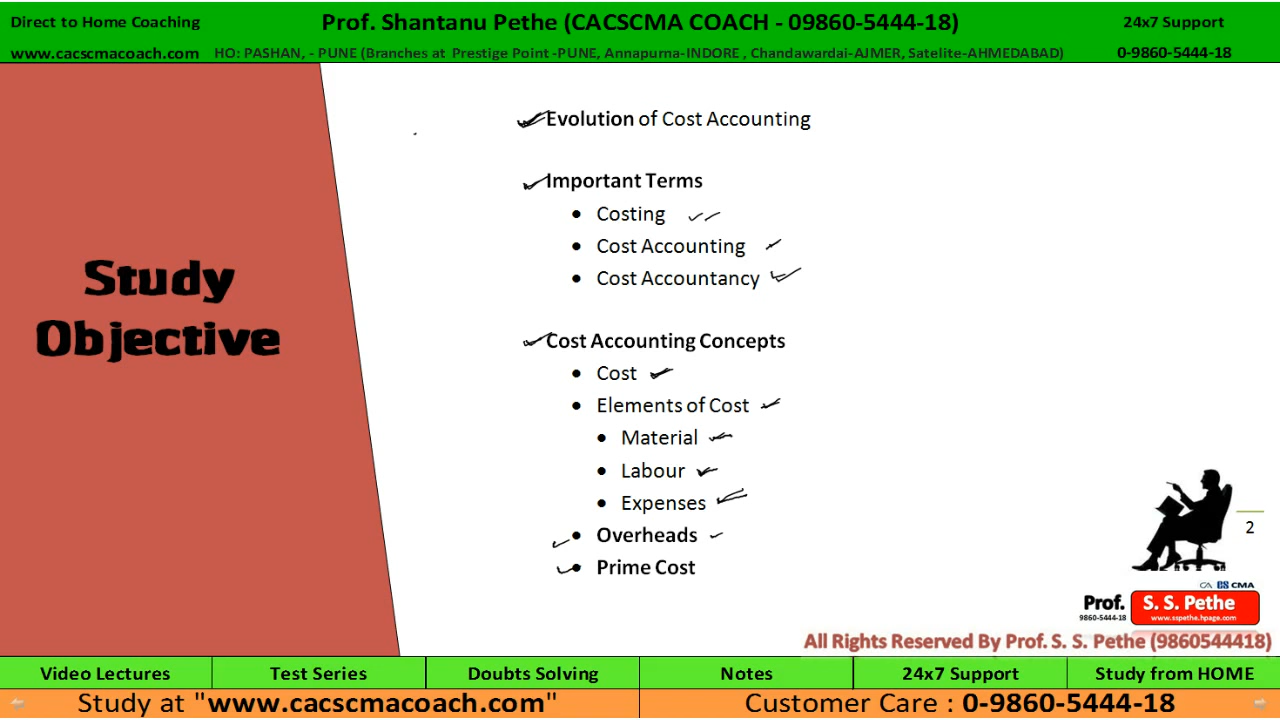 Direct to Home Coaching
Prof. Shantanu Pethe (CACSCMA COACH - 09860-5444-18)
24x7 Support
www.cacscmacoach.com
HO: PASHAN, - PUNE (Branches at Prestige Point -PUNE, Annapurna-INDORE , Chandawardai-AJMER, Satelite-AHMEDABAD)
0-9860-5444-18
Study
Objective
Evolution of Cost Accounting
Important Terms
• Costing
• Cost Accounting
• Cost Accountancy
Cost Accounting Concepts
• Cost
• Elements of Cost
• Material
• Labour
• Expenses
• Overheads
• Prime Cost
2
CA CS CMA
Prof. S. S. Pethe
9860-5444-18 www.sspethe.hpage.com
All Rights Reserved By Prof. S. S. Pethe (9860544418)
Video Lectures
Test Series
Doubts Solving
Notes
24x7 Support
Study from HOME
Study at "www.cacscmacoach.com"
Customer Care : 0-9860-5444-18